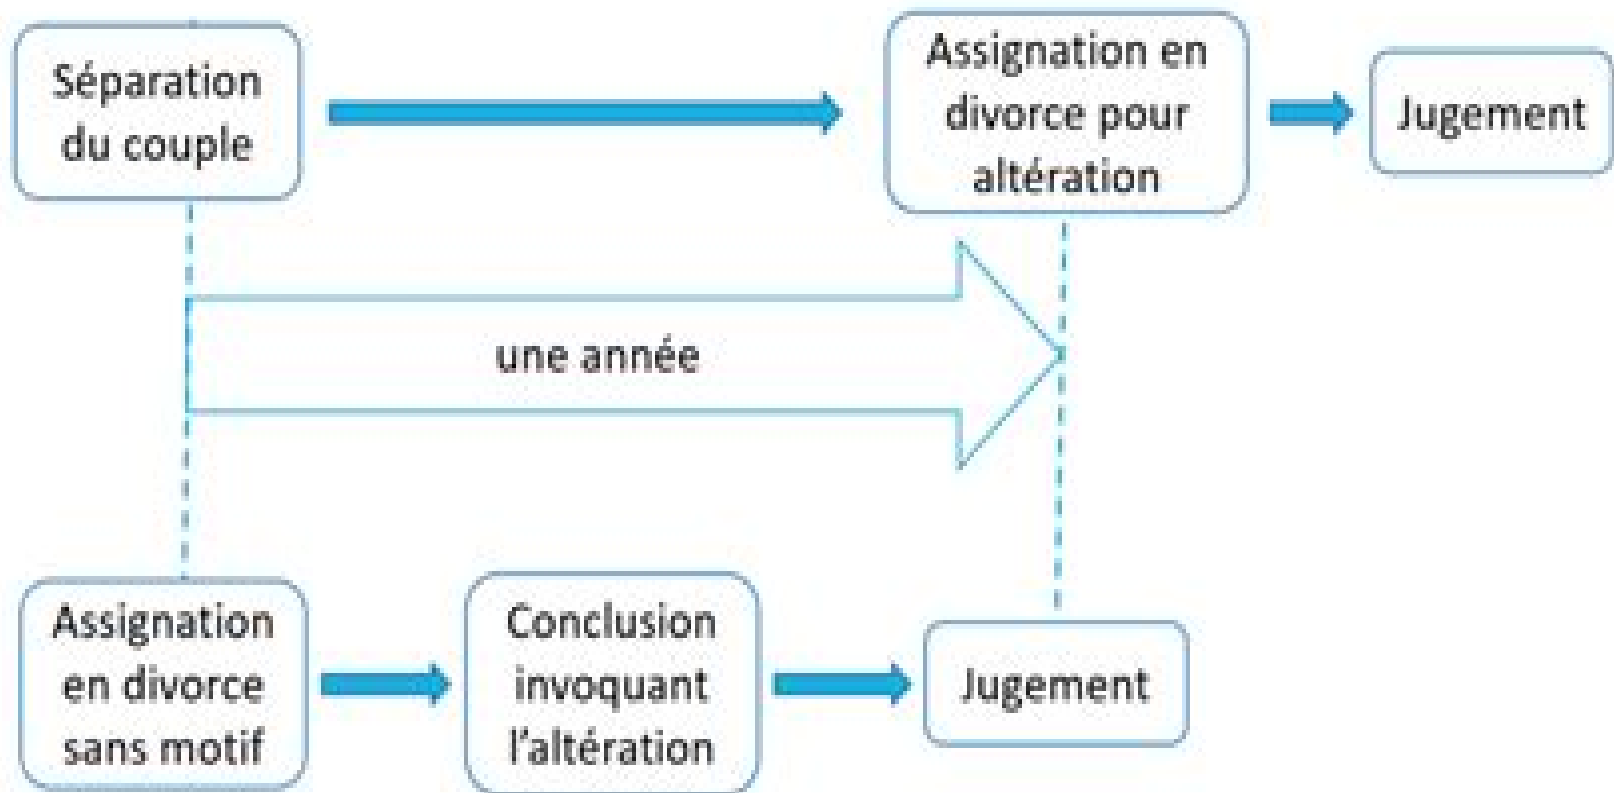 Séparation
du couple
Assignation en
divorce pour
altération
Jugement
une année
Assignation
en divorce
sans motif
Conclusion
invoquant
l'altération
Jugement